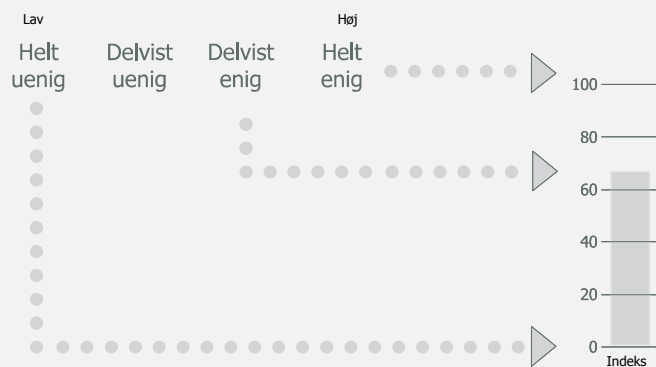 Lav Høj
Helt Delvist Delvist Helt
uenig uenig enig enig
100
80
60
40
20
0
Indeks